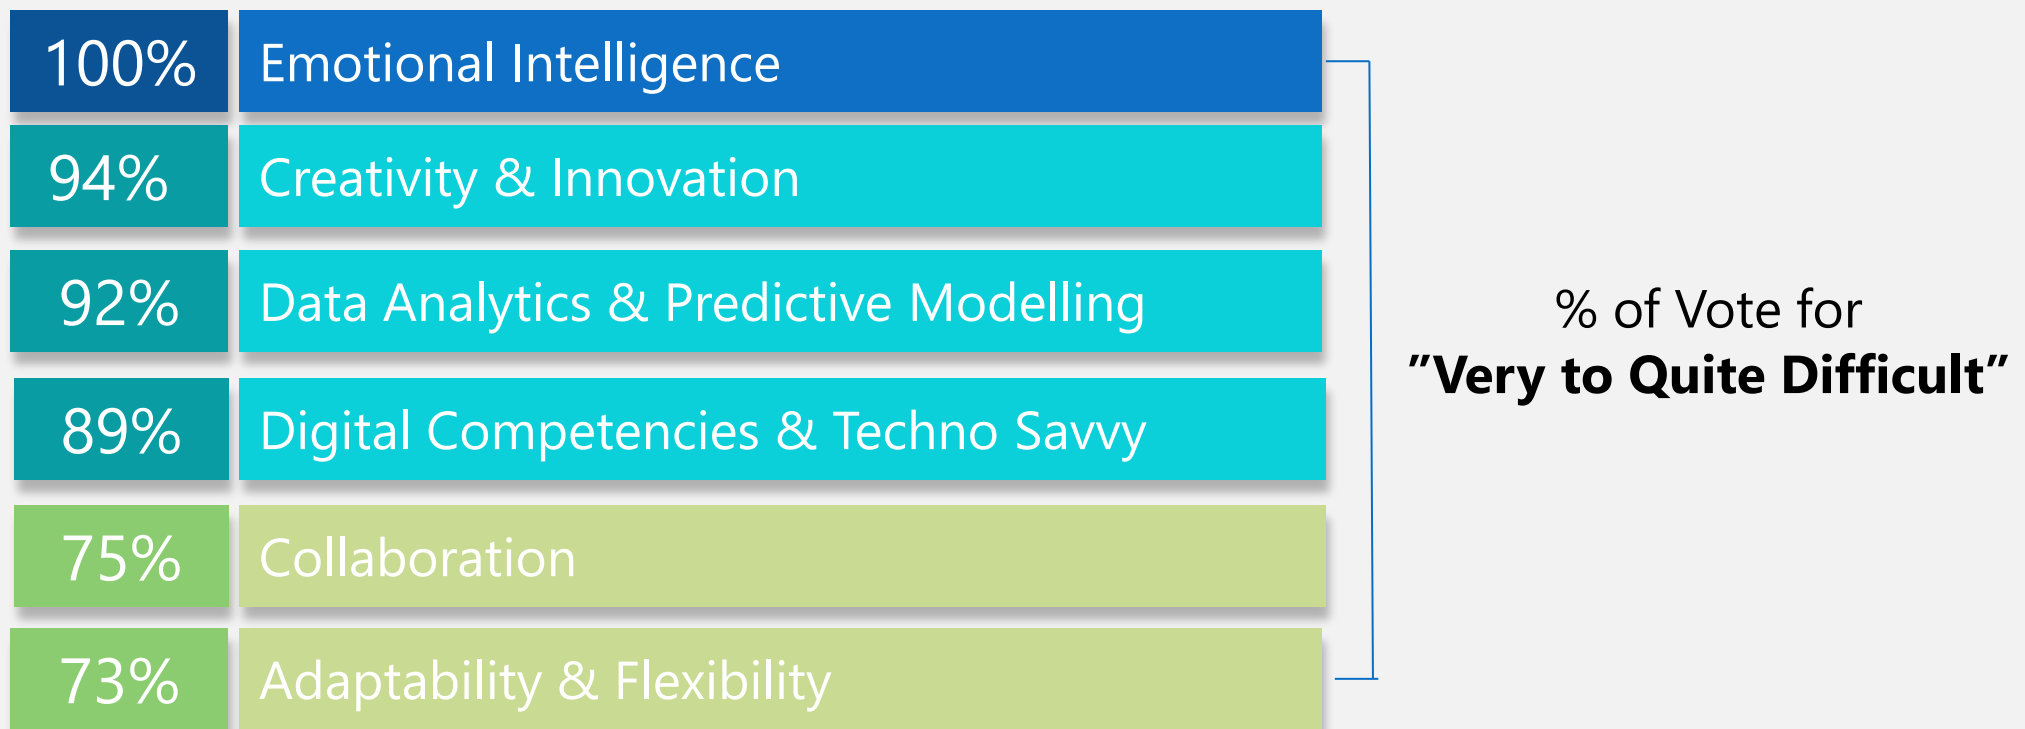 100% Emotional Intelligence
94% Creativity & Innovation
92% Data Analytics & Predictive Modelling
89% Digital Competencies & Techno Savvy
75% Collaboration
73% Adaptability & Flexibility
% of Vote for
”Very to Quite Difficult”